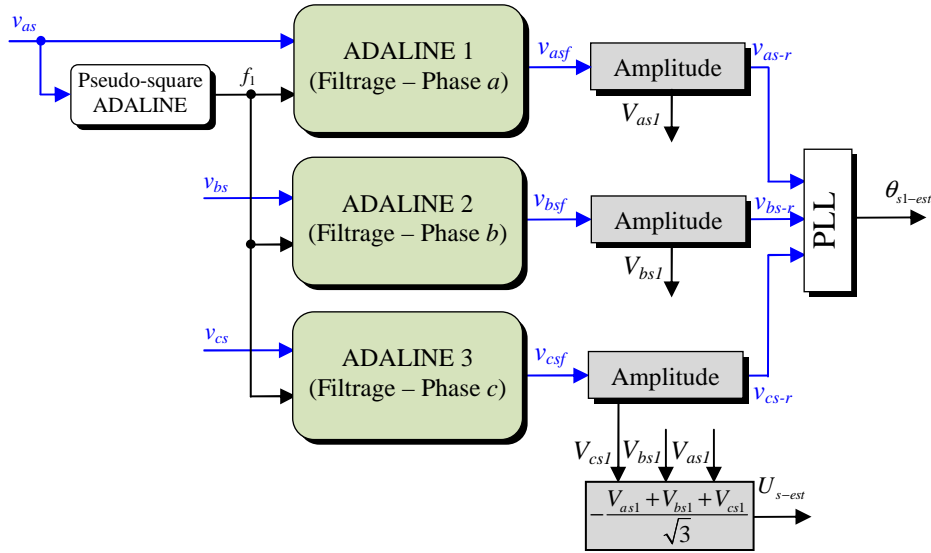 v_as
Pseudo-square
ADALINE
f_1
ADALINE 1
(Filtrage – Phase a)
v_asf
Amplitude
v_as-r
V_as1
v_bs
ADALINE 2
(Filtrage – Phase b)
v_bsf
Amplitude
v_bs-r
V_bs1
PLL
θ_s1−est
v_cs
ADALINE 3
(Filtrage – Phase c)
v_csf
Amplitude
v_cs-r
V_cs1 V_bs1 V_as1
−(V_as1 + V_bs1 + V_cs1)/√3
U_s−est